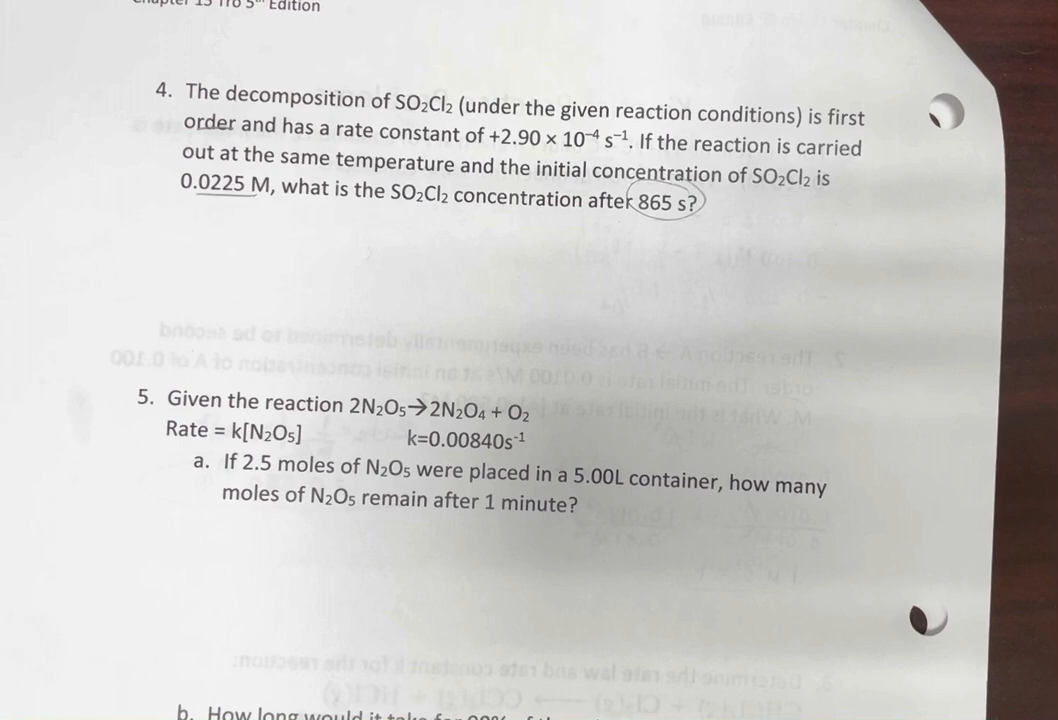 5th Edition
4. The decomposition of SO₂Cl₂ (under the given reaction conditions) is first
order and has a rate constant of +2.90 × 10⁻⁴ s⁻¹. If the reaction is carried
out at the same temperature and the initial concentration of SO₂Cl₂ is
0.0225 M, what is the SO₂Cl₂ concentration after 865 s?
5. Given the reaction 2N₂O₅→2N₂O₄ + O₂
Rate = k[N₂O₅] k=0.00840s⁻¹
a. If 2.5 moles of N₂O₅ were placed in a 5.00L container, how many
moles of N₂O₅ remain after 1 minute?
b. How long would it take for